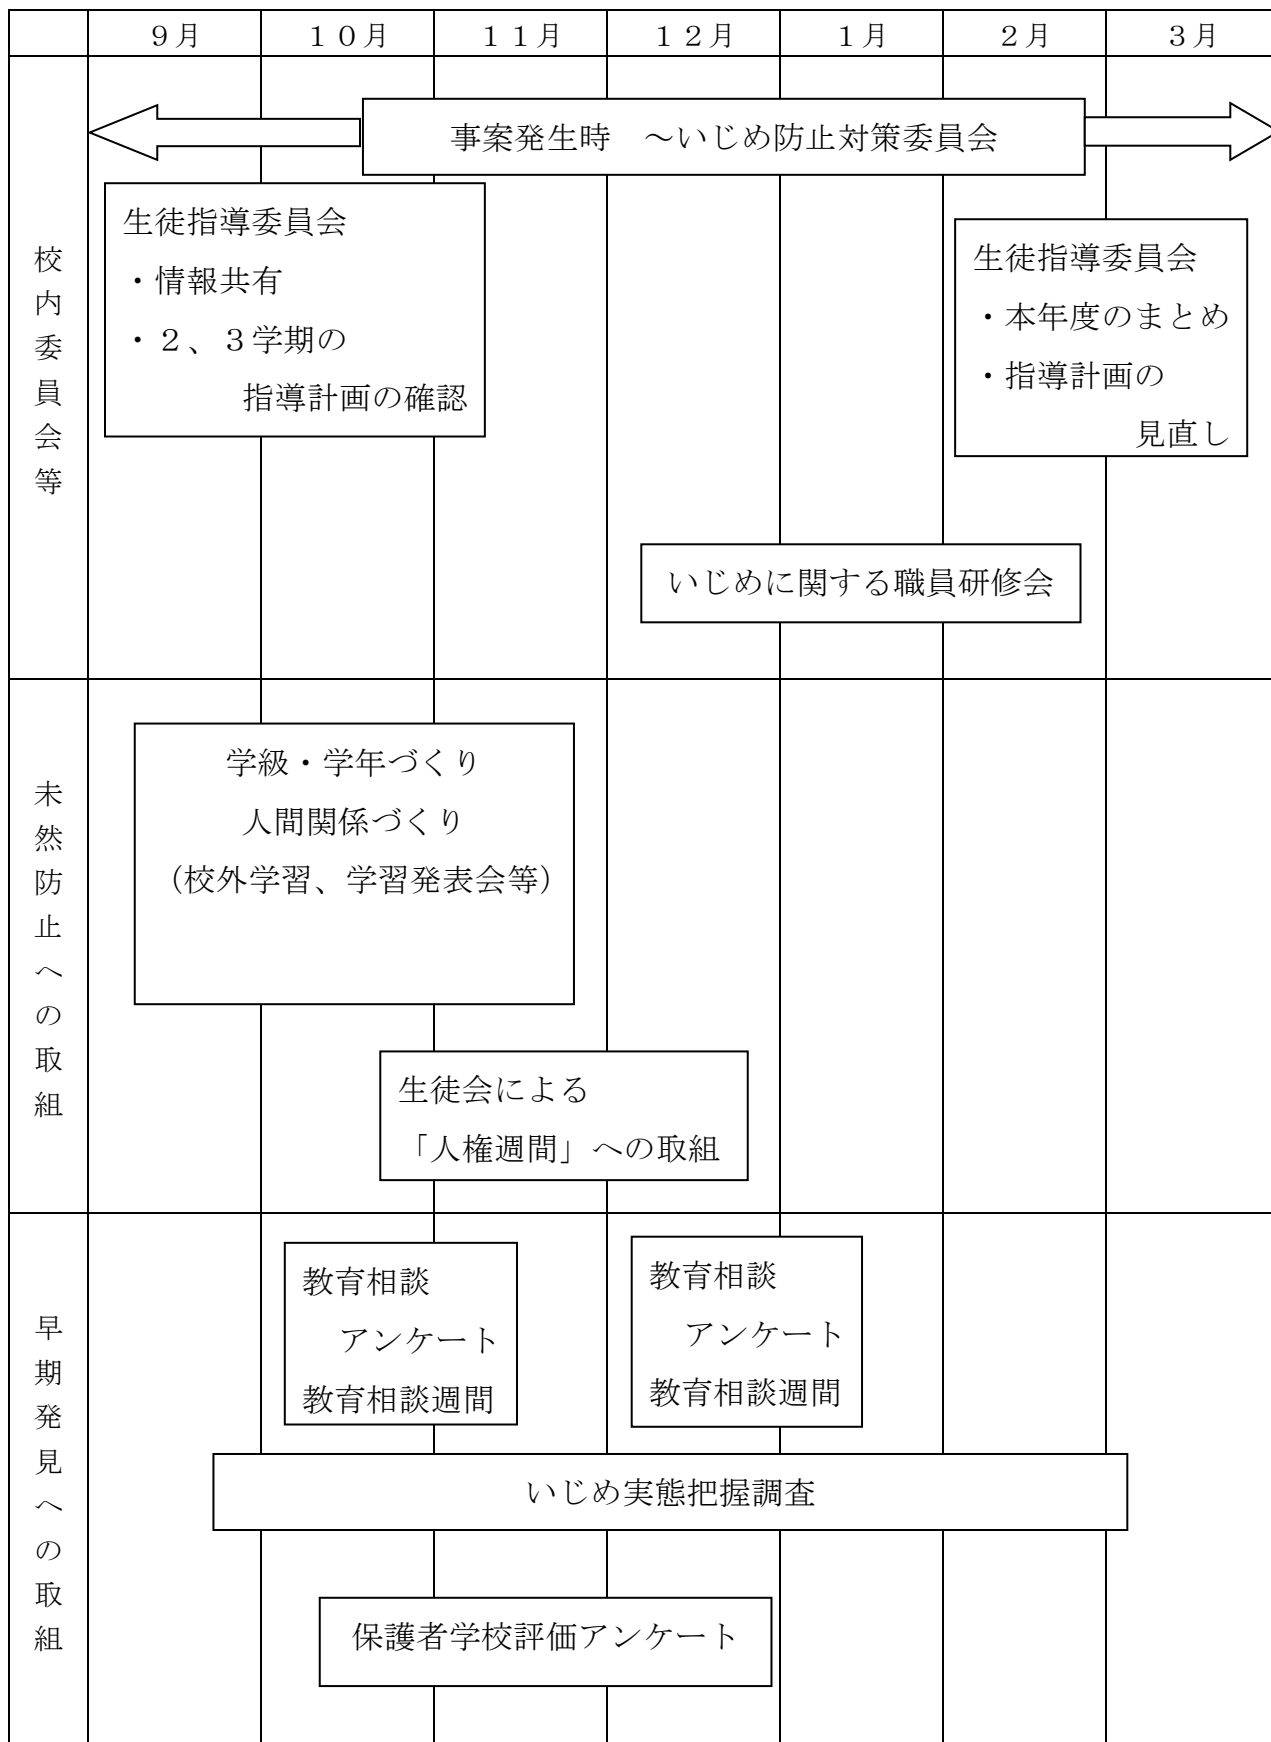 ９月 １０月 １１月 １２月 １月 ２月 ３月
校内委員会等
事案発生時　～いじめ防止対策委員会
生徒指導委員会
・情報共有
・２、３学期の
指導計画の確認
生徒指導委員会
・本年度のまとめ
・指導計画の
見直し
いじめに関する職員研修会
未然防止への取組
学級・学年づくり
人間関係づくり
（校外学習、学習発表会等）
生徒会による
「人権週間」への取組
早期発見への取組
教育相談
アンケート
教育相談週間
教育相談
アンケート
教育相談週間
いじめ実態把握調査
保護者学校評価アンケート